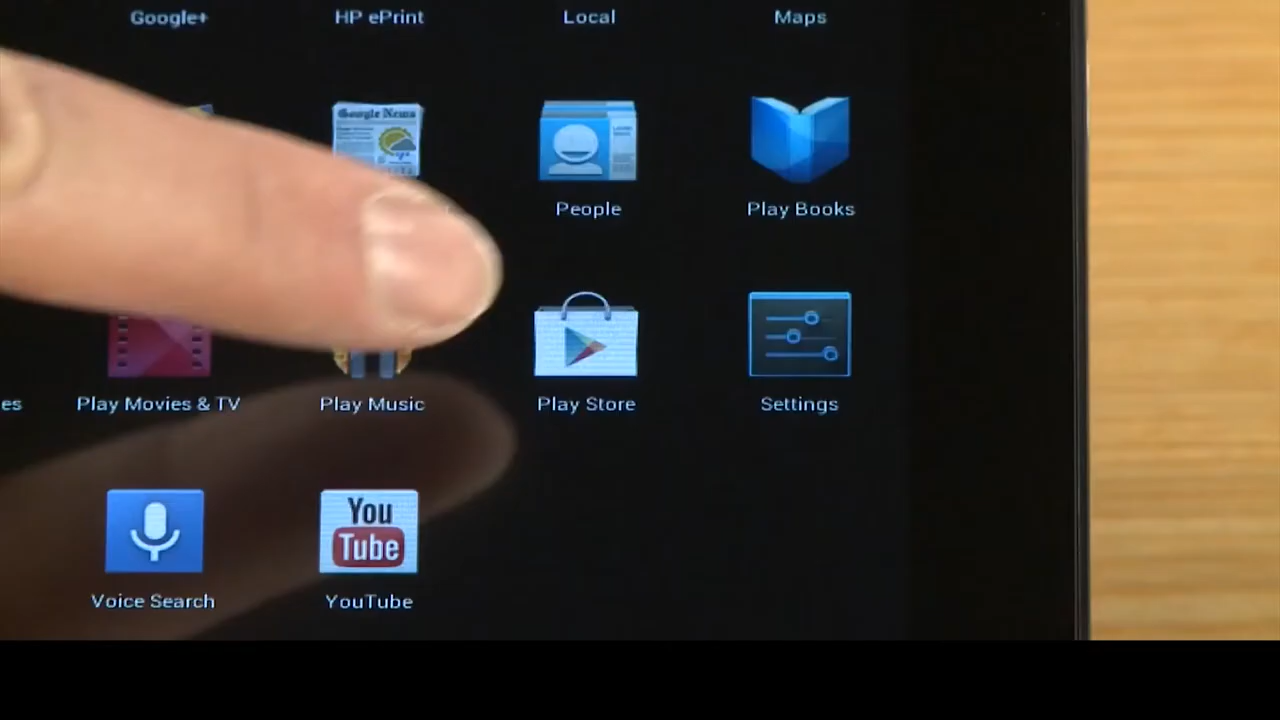 Google+
HP ePrint
Local
Maps
Google News
People
Play Books
es
Play Movies & TV
Play Music
Play Store
Settings
You
Tube
Voice Search
YouTube